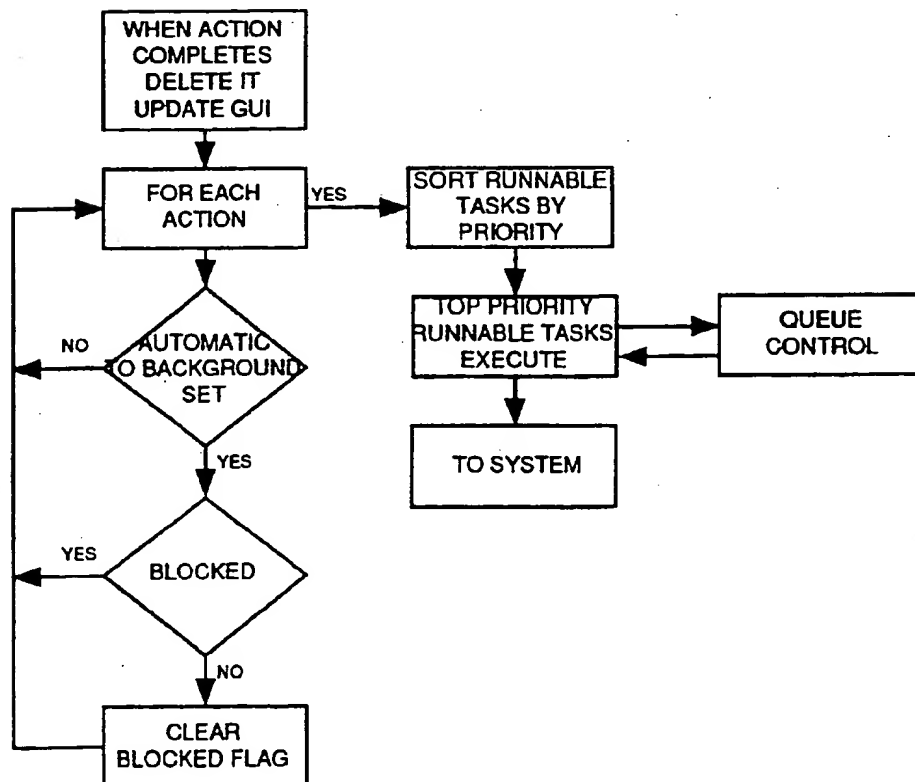 WHEN ACTION
COMPLETES
DELETE IT
UPDATE GUI
FOR EACH
ACTION
YES
SORT RUNNABLE
TASKS BY
PRIORITY
TOP PRIORITY
RUNNABLE TASKS
EXECUTE
QUEUE
CONTROL
TO SYSTEM
NO
AUTOMATIC
TO BACKGROUND
SET
YES
YES
BLOCKED
NO
CLEAR
BLOCKED FLAG